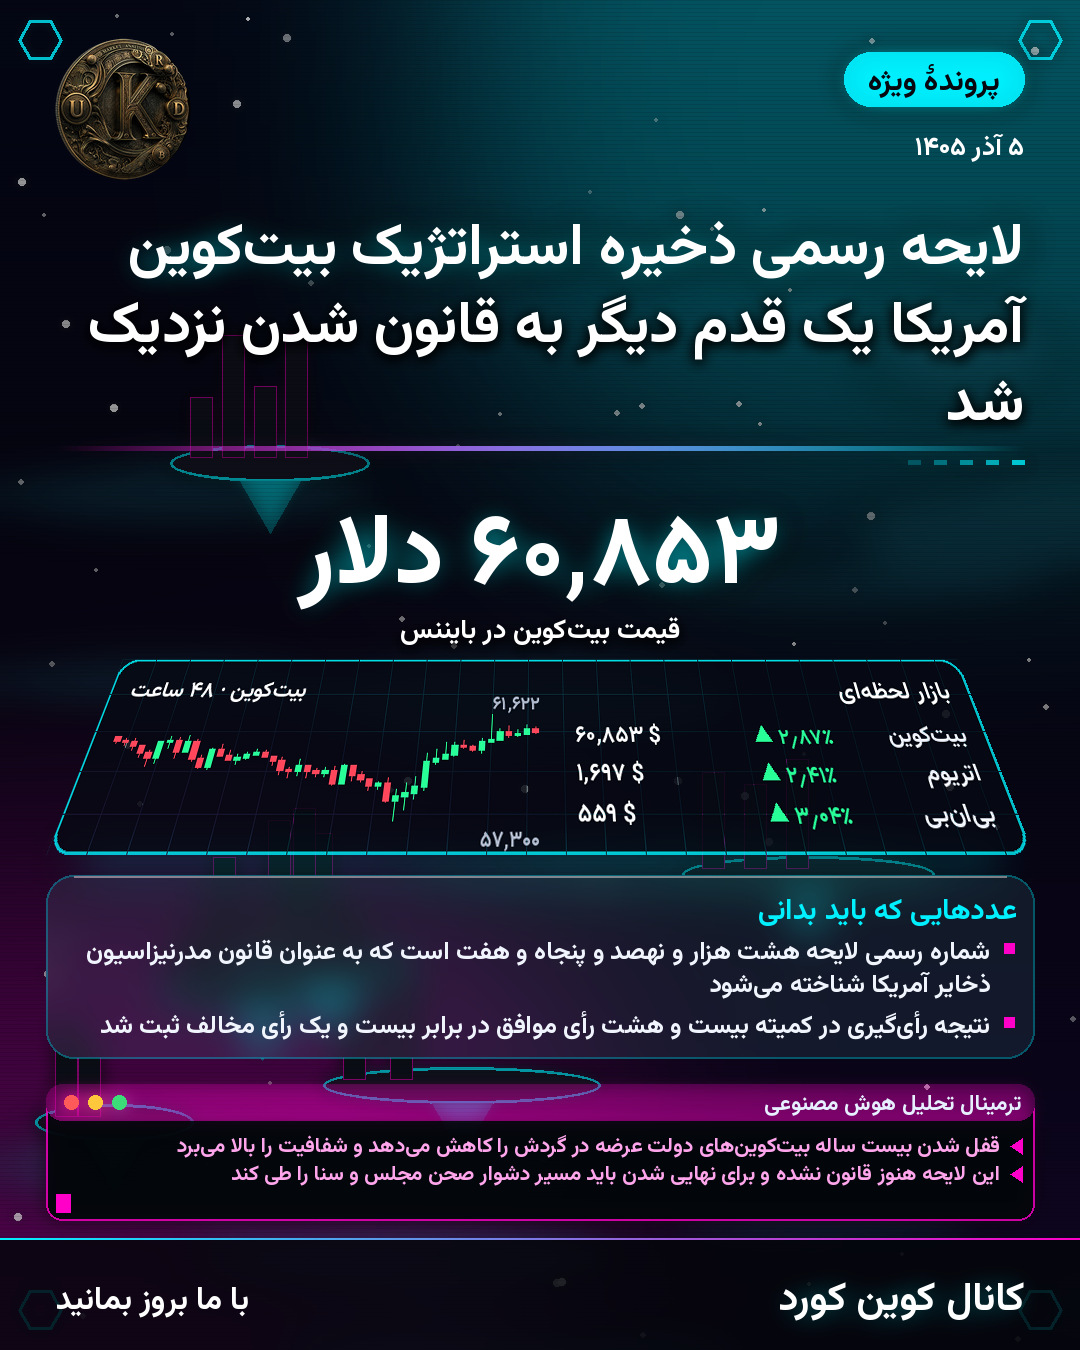 پروندهٔ ویژه
۵ آذر ۱۴۰۵
لایحه رسمی ذخیره استراتژیک بیت‌کوین
آمریکا یک قدم دیگر به قانون شدن نزدیک
شد
۶۰,۸۵۳ دلار
قیمت بیت‌کوین در بایننس
بازار لحظه‌ای
بیت‌کوین ▲ ۲٫۸۷٪ ۶۰,۸۵۳ $
اتریوم ▲ ۲٫۴۱٪ ۱,۶۹۷ $
بی‌ان‌بی ▲ ۳٫۰۴٪ ۵۵۹ $
بیت‌کوین · ۴۸ ساعت
۶۱,۶۲۲
۵۷,۳۰۰
عددهایی که باید بدانی
شماره رسمی لایحه هشت هزار و نهصد و پنجاه و هفت است که به عنوان قانون مدرنیزاسیون
ذخایر آمریکا شناخته می‌شود
نتیجه رأی‌گیری در کمیته بیست و هشت رأی موافق در برابر بیست و یک رأی مخالف ثبت شد
ترمینال تحلیل هوش مصنوعی
قفل شدن بیست ساله بیت‌کوین‌های دولت عرضه در گردش را کاهش می‌دهد و شفافیت را بالا می‌برد
این لایحه هنوز قانون نشده و برای نهایی شدن باید مسیر دشوار صحن مجلس و سنا را طی کند
کانال کوین کورد
با ما بروز بمانید